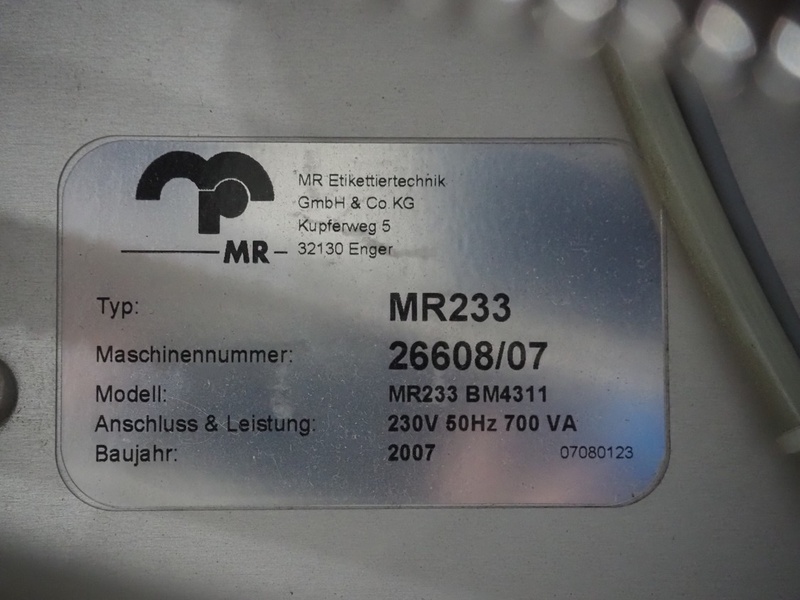 MR Etikettiertechnik
GmbH & Co KG
Kupferweg 5
32130 Enger
MR
Typ: MR233
Maschinennummer: 26608/07
Modell: MR233 BM4311
Anschluss & Leistung: 230V 50Hz 700 VA
Baujahr: 2007 07080123